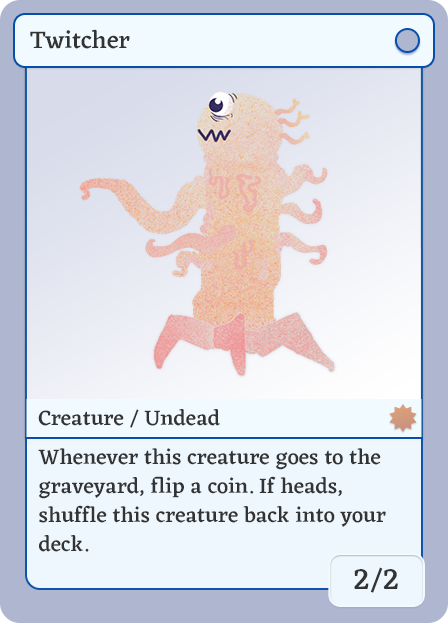 Twitcher
Creature / Undead
Whenever this creature goes to the
graveyard, flip a coin. If heads,
shuffle this creature back into your
deck.
2/2